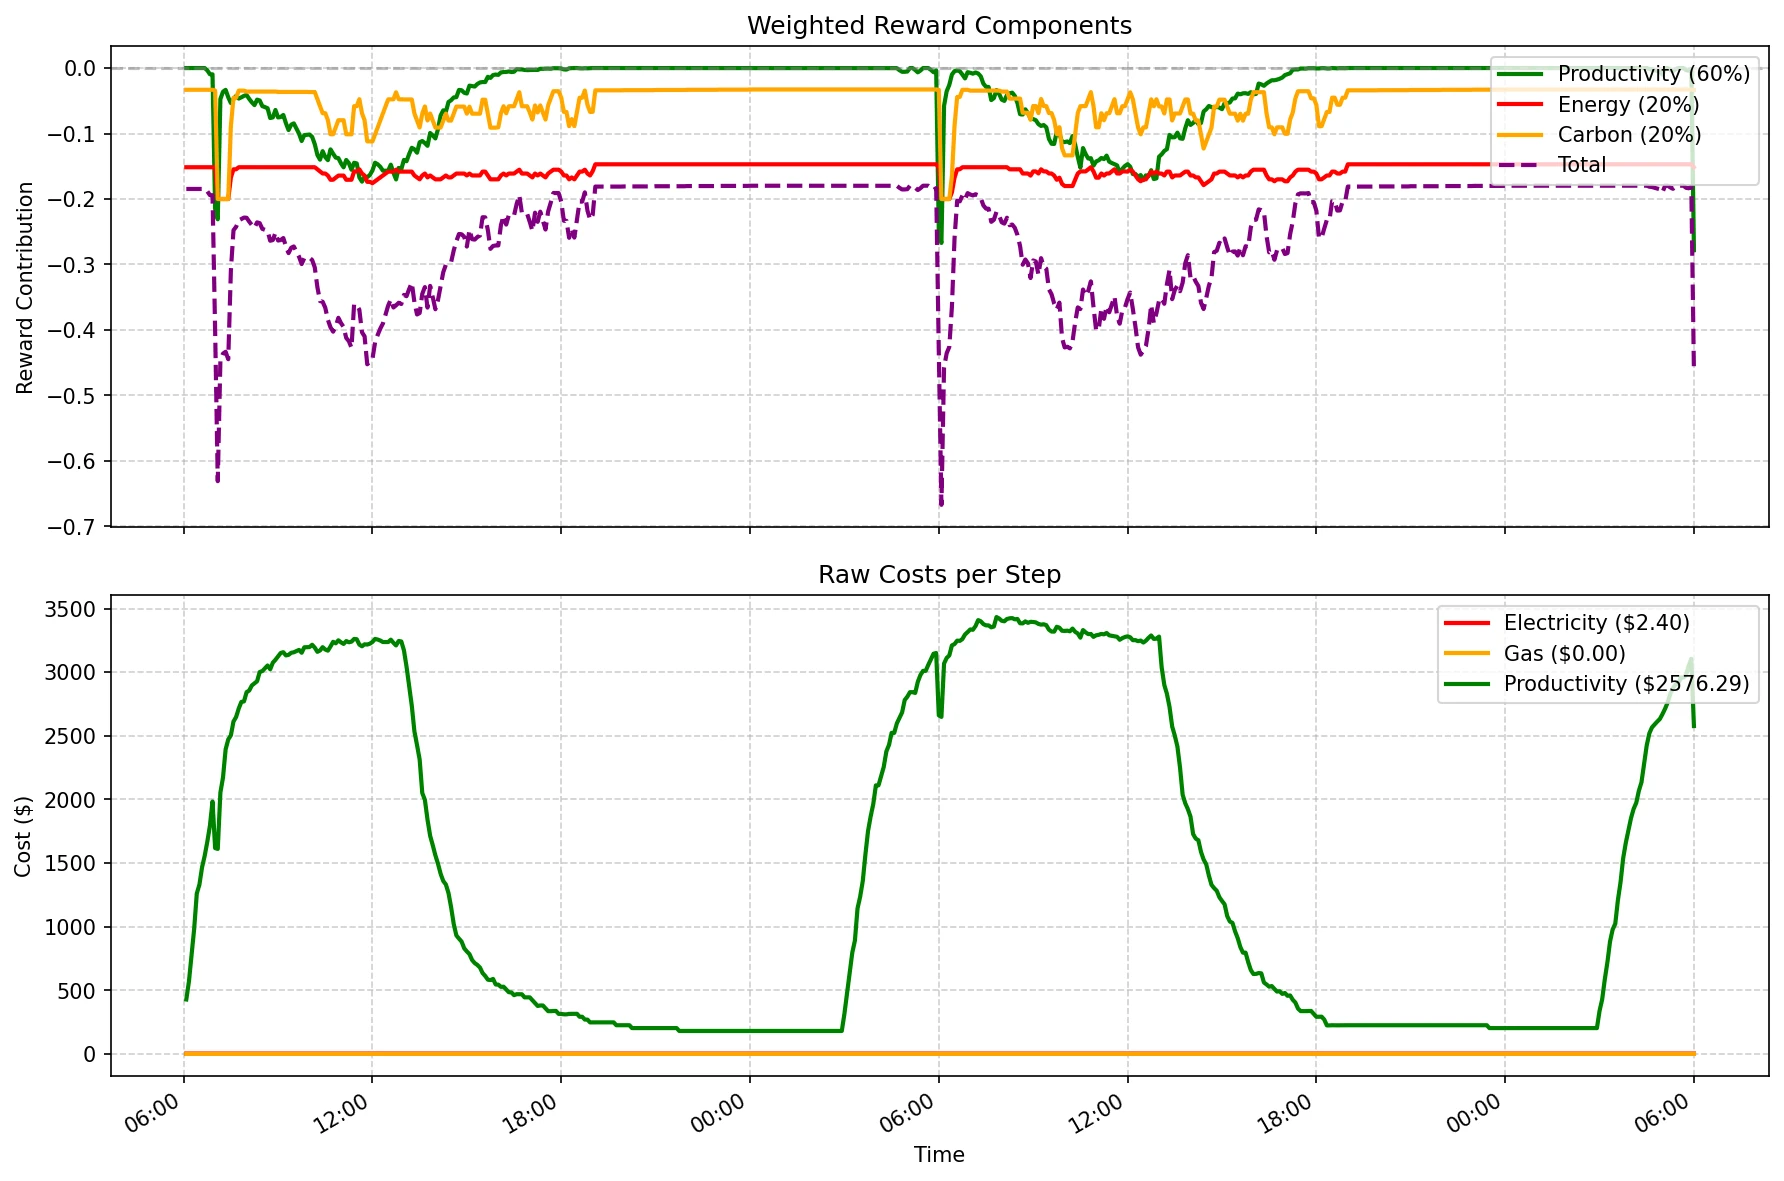 Weighted Reward Components
Reward Contribution
0.0
−0.1
−0.2
−0.3
−0.4
−0.5
−0.6
−0.7
Productivity (60%)
Energy (20%)
Carbon (20%)
Total
Raw Costs per Step
Cost ($)
3500
3000
2500
2000
1500
1000
500
0
Electricity ($2.40)
Gas ($0.00)
Productivity ($2576.29)
06:00
12:00
18:00
00:00
06:00
12:00
18:00
00:00
06:00
Time